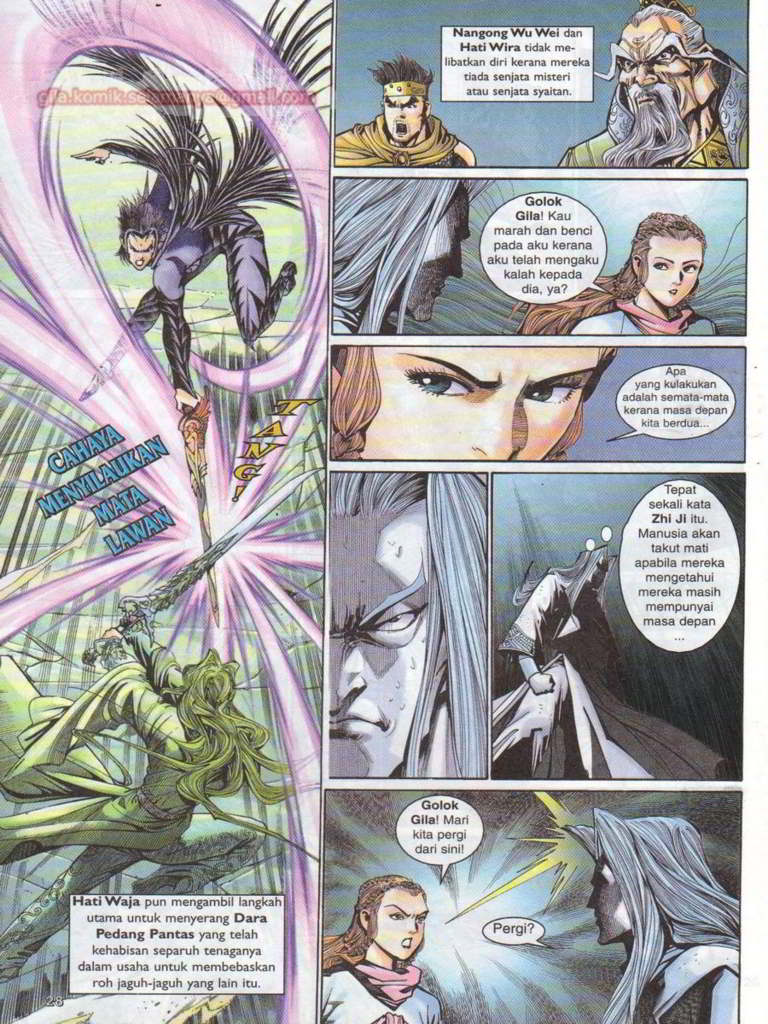 gila.komik.selamanya@gmail.com
CAHAYA
MENYILAUKAN
MATA
LAWAN
TANG!
Hati Waja pun mengambil langkah
utama untuk menyerang Dara
Pedang Pantas yang telah
kehabisan separuh tenaganya
dalam usaha untuk membebaskan
roh jaguh-jaguh yang lain itu.
28
Nangong Wu Wei dan
Hati Wira tidak me-
libatkan diri kerana mereka
tiada senjata misteri
atau senjata syaitan.
Golok
Gila! Kau
marah dan benci
pada aku kerana
aku telah mengaku
kalah kepada
dia, ya?
Apa
yang kulakukan
adalah semata-mata
kerana masa depan
kita berdua...
Tepat
sekali kata
Zhi Ji itu.
Manusia akan
takut mati
apabila mereka
mengetahui
mereka masih
mempunyai
masa depan
...
Golok
Gila! Mari
kita pergi
dari sini!
Pergi?